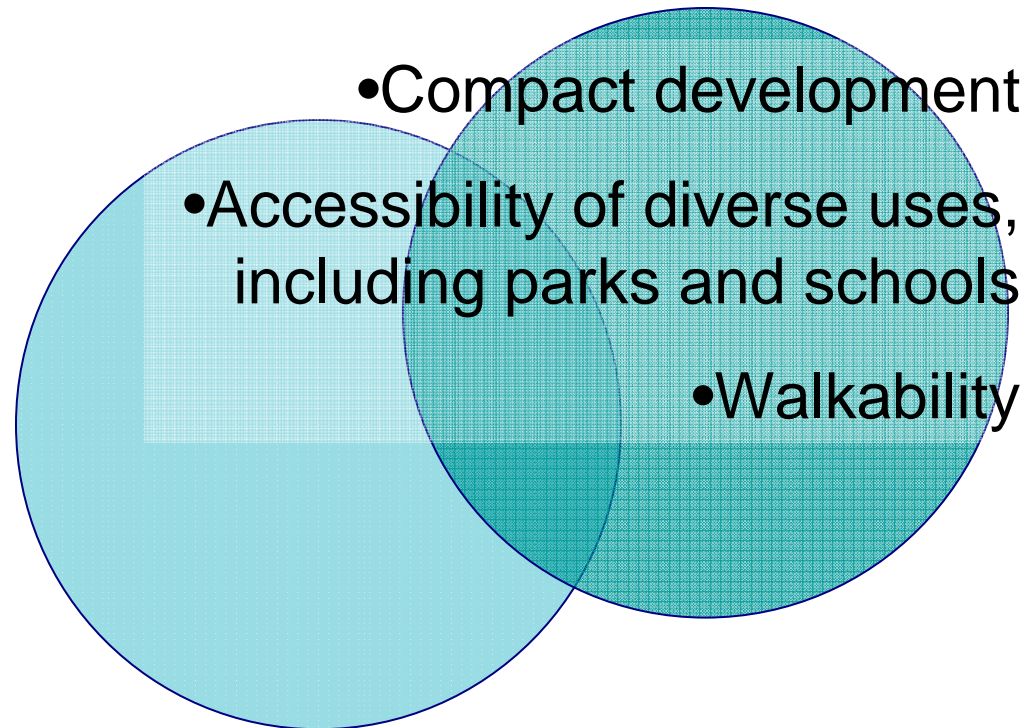 •Compact development
•Accessibility of diverse uses,
including parks and schools
•Walkability